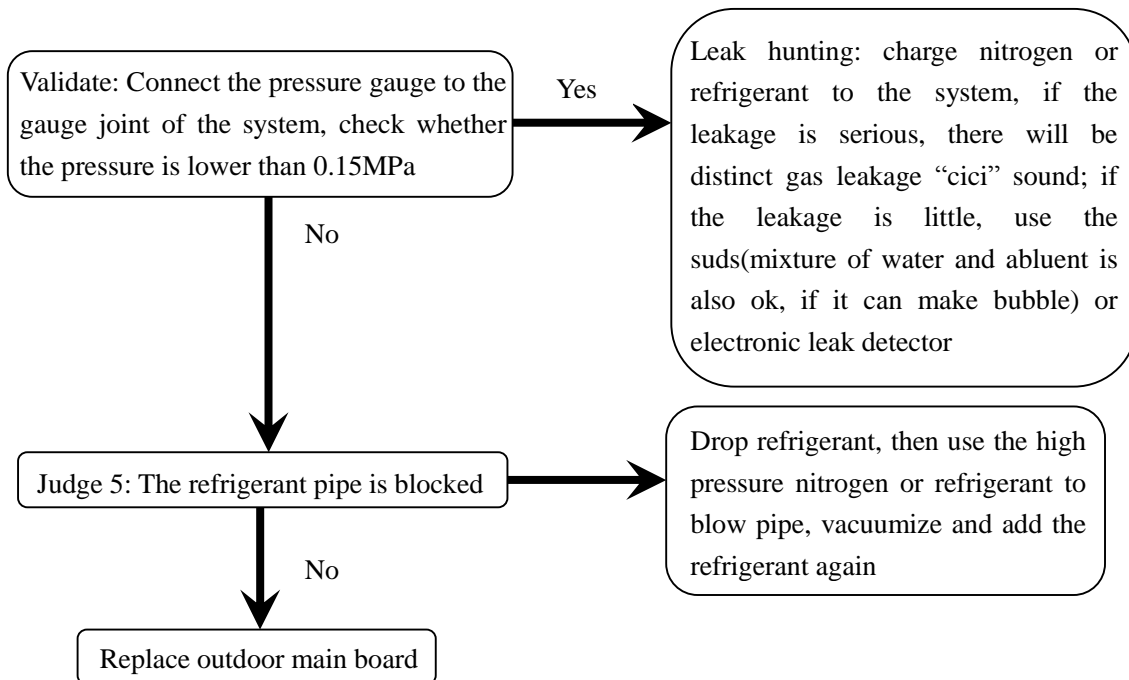 Validate: Connect the pressure gauge to the
gauge joint of the system, check whether
the pressure is lower than 0.15MPa
Yes
Leak hunting: charge nitrogen or
refrigerant to the system, if the
leakage is serious, there will be
distinct gas leakage “cici” sound; if
the leakage is little, use the
suds(mixture of water and abluent is
also ok, if it can make bubble) or
electronic leak detector
No
Judge 5: The refrigerant pipe is blocked
Drop refrigerant, then use the high
pressure nitrogen or refrigerant to
blow pipe, vacuumize and add the
refrigerant again
No
Replace outdoor main board